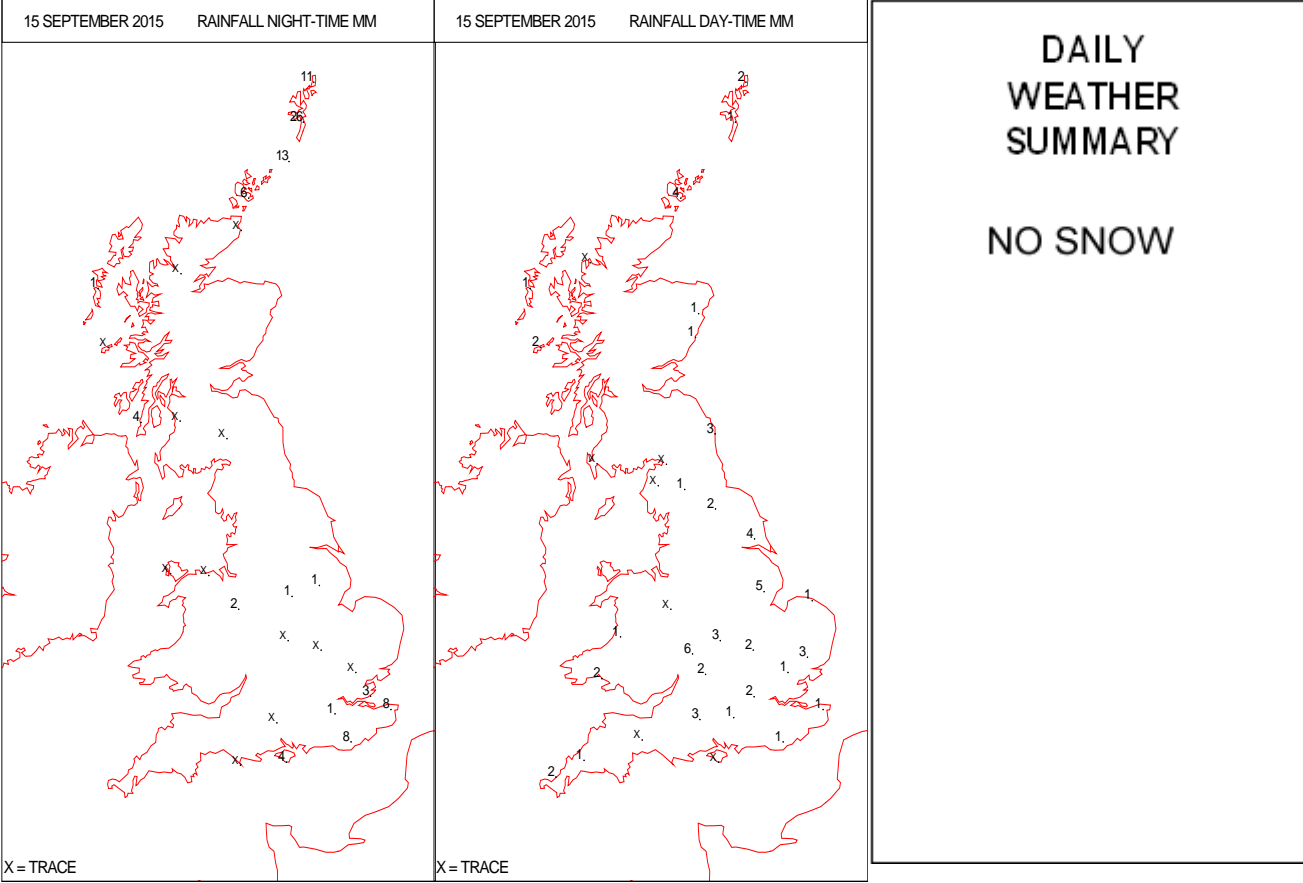 15 SEPTEMBER 2015 RAINFALL NIGHT-TIME MM
11
26
13
6
X
X
1
X
4
X
X
X
X
1
1
2
X
X
X
3
8
1
X
8
4
X
X = TRACE
15 SEPTEMBER 2015 RAINFALL DAY-TIME MM
2
1
4
X
1
1
1
2
3
X
X
X
1
2
4
5
1
X
1
3
2
6
3
2
1
2
2
1
3
1
X
1
1
X
2
X = TRACE
DAILY
WEATHER
SUMMARY
NO SNOW